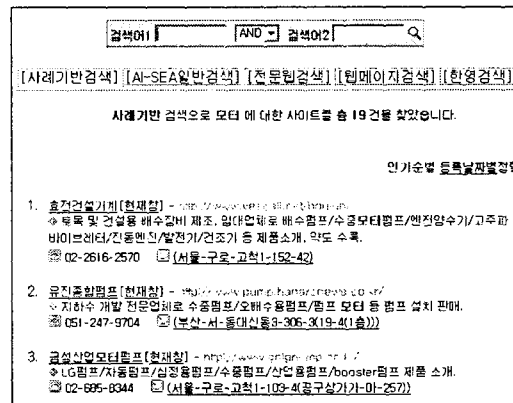 검색어1 AND 검색어2
[사례기반검색] [AI-SEA일반검색] [전문웹검색] [웹페이지검색] [한영검색]
사례기반 검색으로 모터 에 대한 사이트를 총 19 건을 찾았습니다.
인기순별 등록날짜별정렬
1. 효전건설기계 [현재창] -
토목 및 건설용 배수장비 제조, 임대업체로 배수펌프/수중모터펌프/엔진양수기/고주파
바이브레터/진동엔진/발전기/건조기 등 제품소개, 약도 수록.
02-2616-2570 (서울-구로-고척1-152-42)
2. 유진종합펌프 [현재창] -
지하수 개발 전문업체로 수중펌프/오배수용펌프/펌프 모터 등 펌프 설치 판매.
051-247-9704 (부산-서-동대신동3-306-3(19-4(1층)))
3. 금성산업모터펌프 [현재창] -
LG펌프/자동펌프/심정용펌프/수중펌프/산업용펌프/booster펌프 제품 소개.
02-685-8344 (서울-구로-고척1-103-4(공구상가가-마-257))